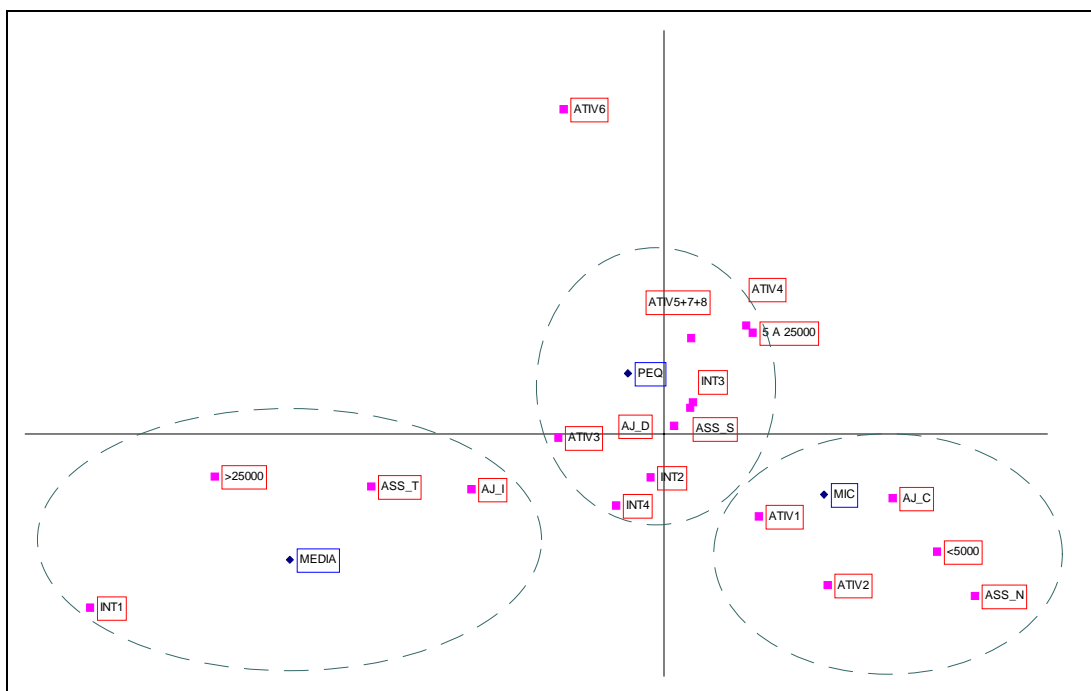 ATIV6
ATIV4
ATIV5+7+8
5 A 25000
PEQ
INT3
AJ_D
ASS_S
ATIV3
>25000
ASS_T
AJ_I
INT2
INT4
MIC
AJ_C
ATIV1
<5000
MEDIA
ATIV2
ASS_N
INT1